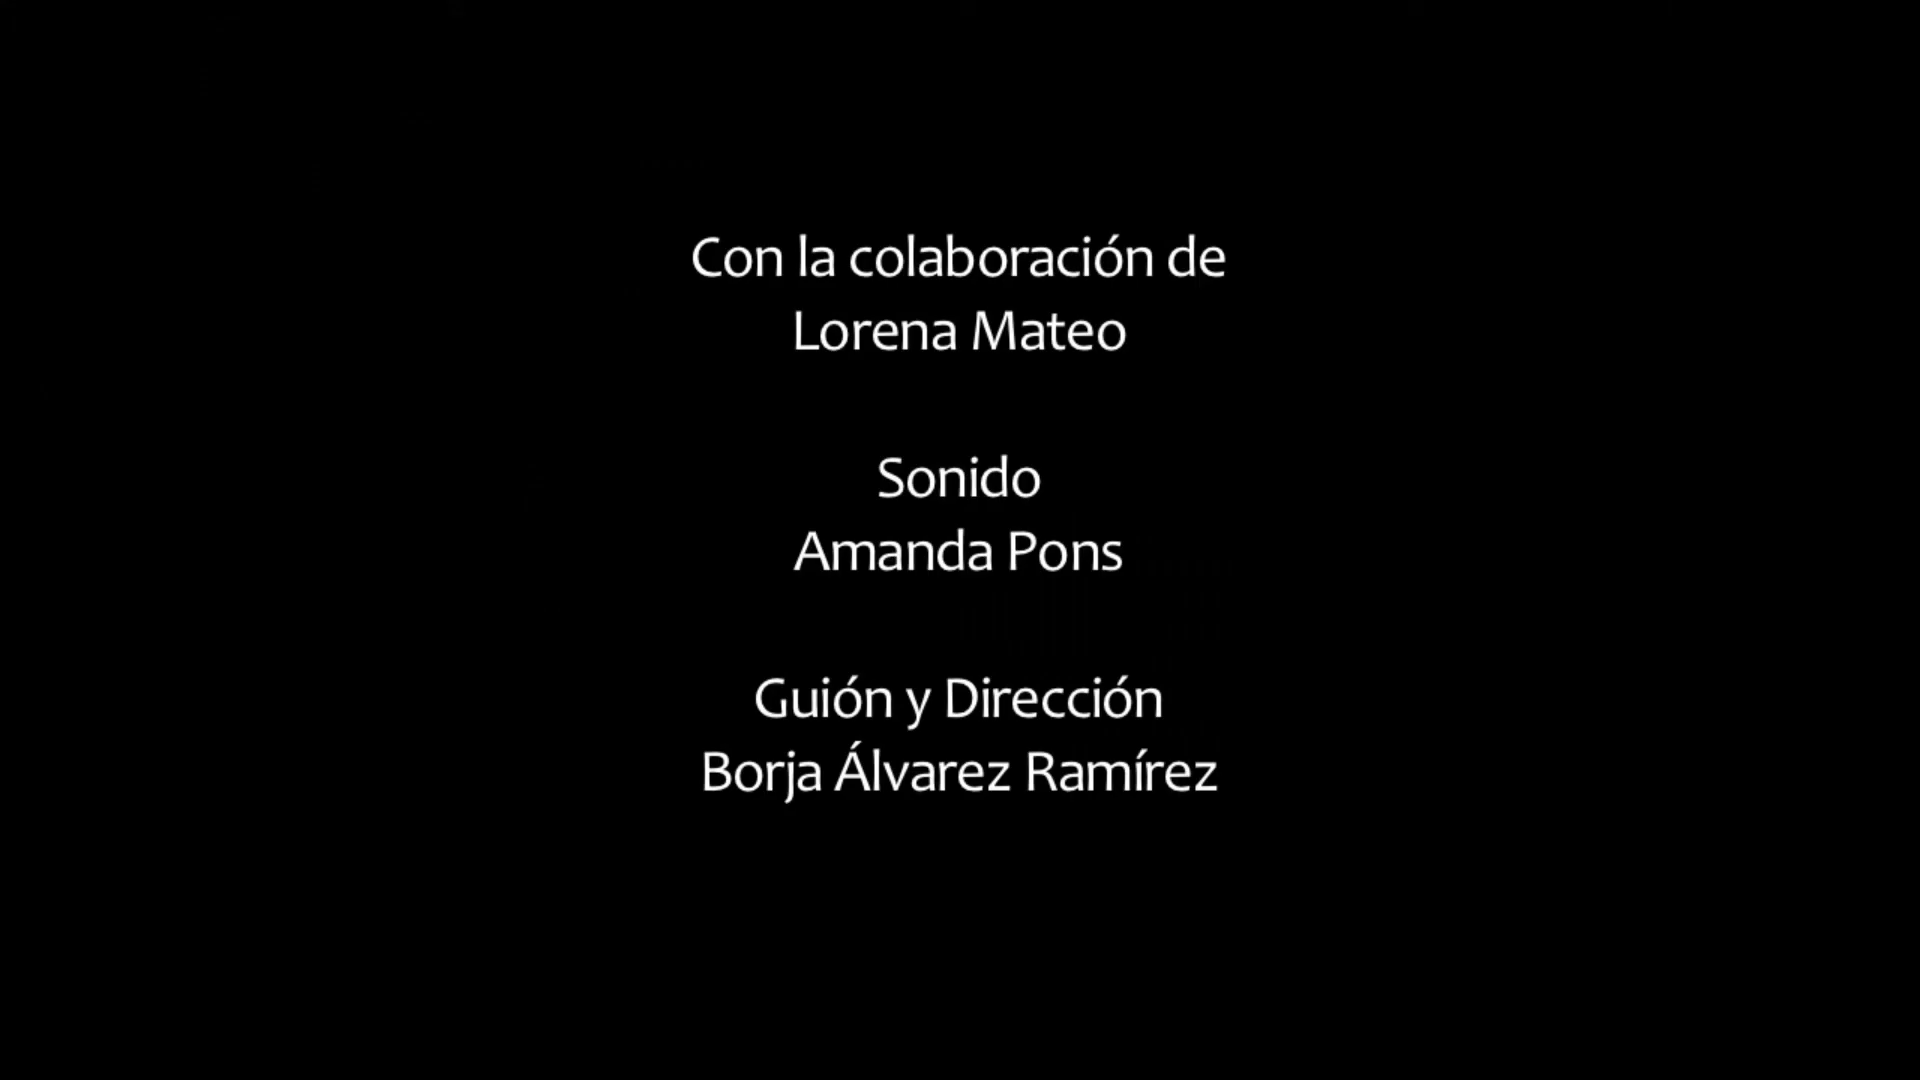 Con la colaboración de
Lorena Mateo
Sonido
Amanda Pons
Guión y Dirección
Borja Álvarez Ramírez